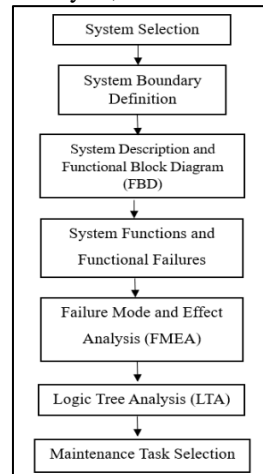 System Selection
System Boundary
Definition
System Description and
Functional Block Diagram
(FBD)
System Functions and
Functional Failures
Failure Mode and Effect
Analysis (FMEA)
Logic Tree Analysis (LTA)
Maintenance Task Selection